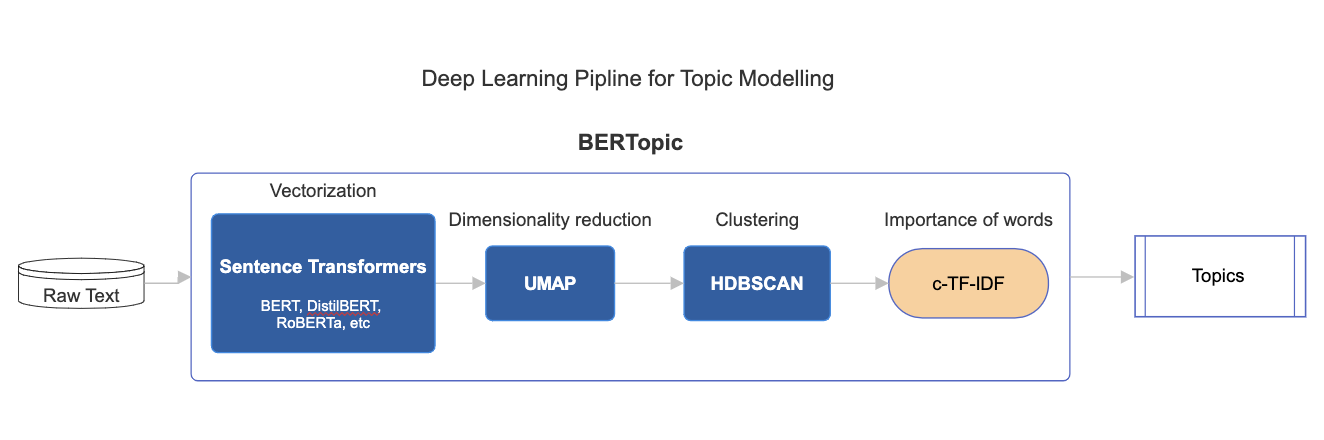 Deep Learning Pipline for Topic Modelling
BERTopic
Vectorization
Dimensionality reduction
Clustering
Importance of words
Raw Text
Sentence Transformers
BERT, DistilBERT,
RoBERTa, etc
UMAP
HDBSCAN
c-TF-IDF
Topics